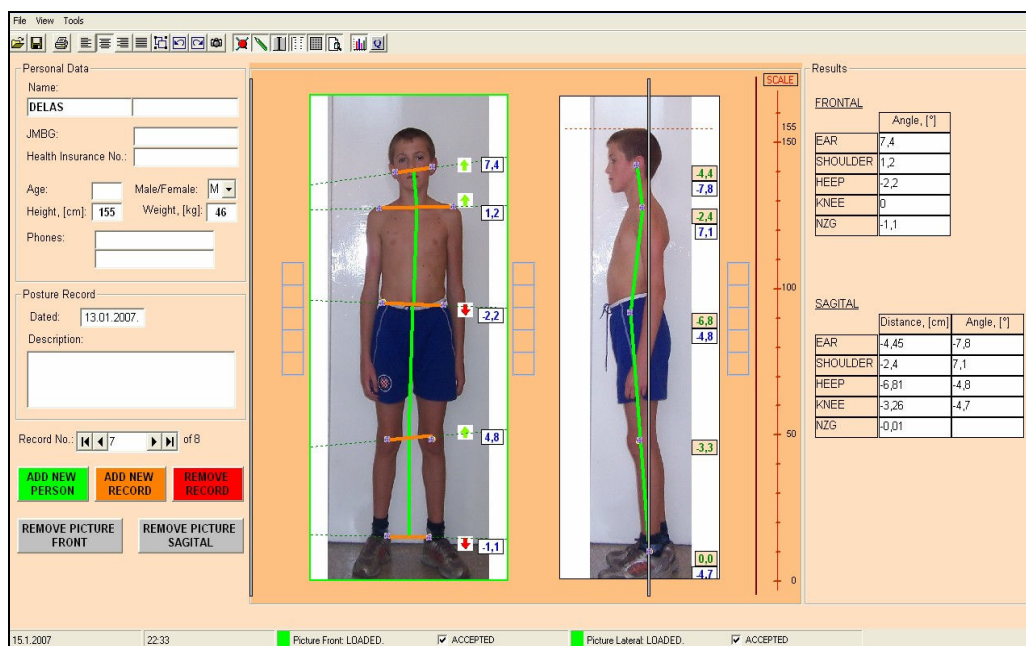 File View Tools
Personal Data
Name:
DELAS
JMBG:
Health Insurance No.:
Age:
Male/Female: M
Height, [cm]: 155
Weight, [kg]: 46
Phones:
Posture Record
Dated: 13.01.2007.
Description:
Record No.: 7 of 8
ADD NEW
PERSON
ADD NEW
RECORD
REMOVE
RECORD
REMOVE PICTURE
FRONT
REMOVE PICTURE
SAGITAL
7,4
1,2
-2,2
4,8
-1,1
-4,4
-7,8
-2,4
7,1
-6,8
-4,8
-3,3
0,0
-4,7
SCALE
155
150
100
50
0
Results
FRONTAL
Angle, [°]
EAR 7,4
SHOULDER 1,2
HEEP -2,2
KNEE 0
NZG -1,1
SAGITAL
Distance, [cm] Angle, [°]
EAR -4,45 -7,8
SHOULDER -2,4 7,1
HEEP -6,81 -4,8
KNEE -3,26 -4,7
NZG -0,01
15.1.2007 22:33 Picture Front: LOADED. ACCEPTED Picture Lateral: LOADED. ACCEPTED